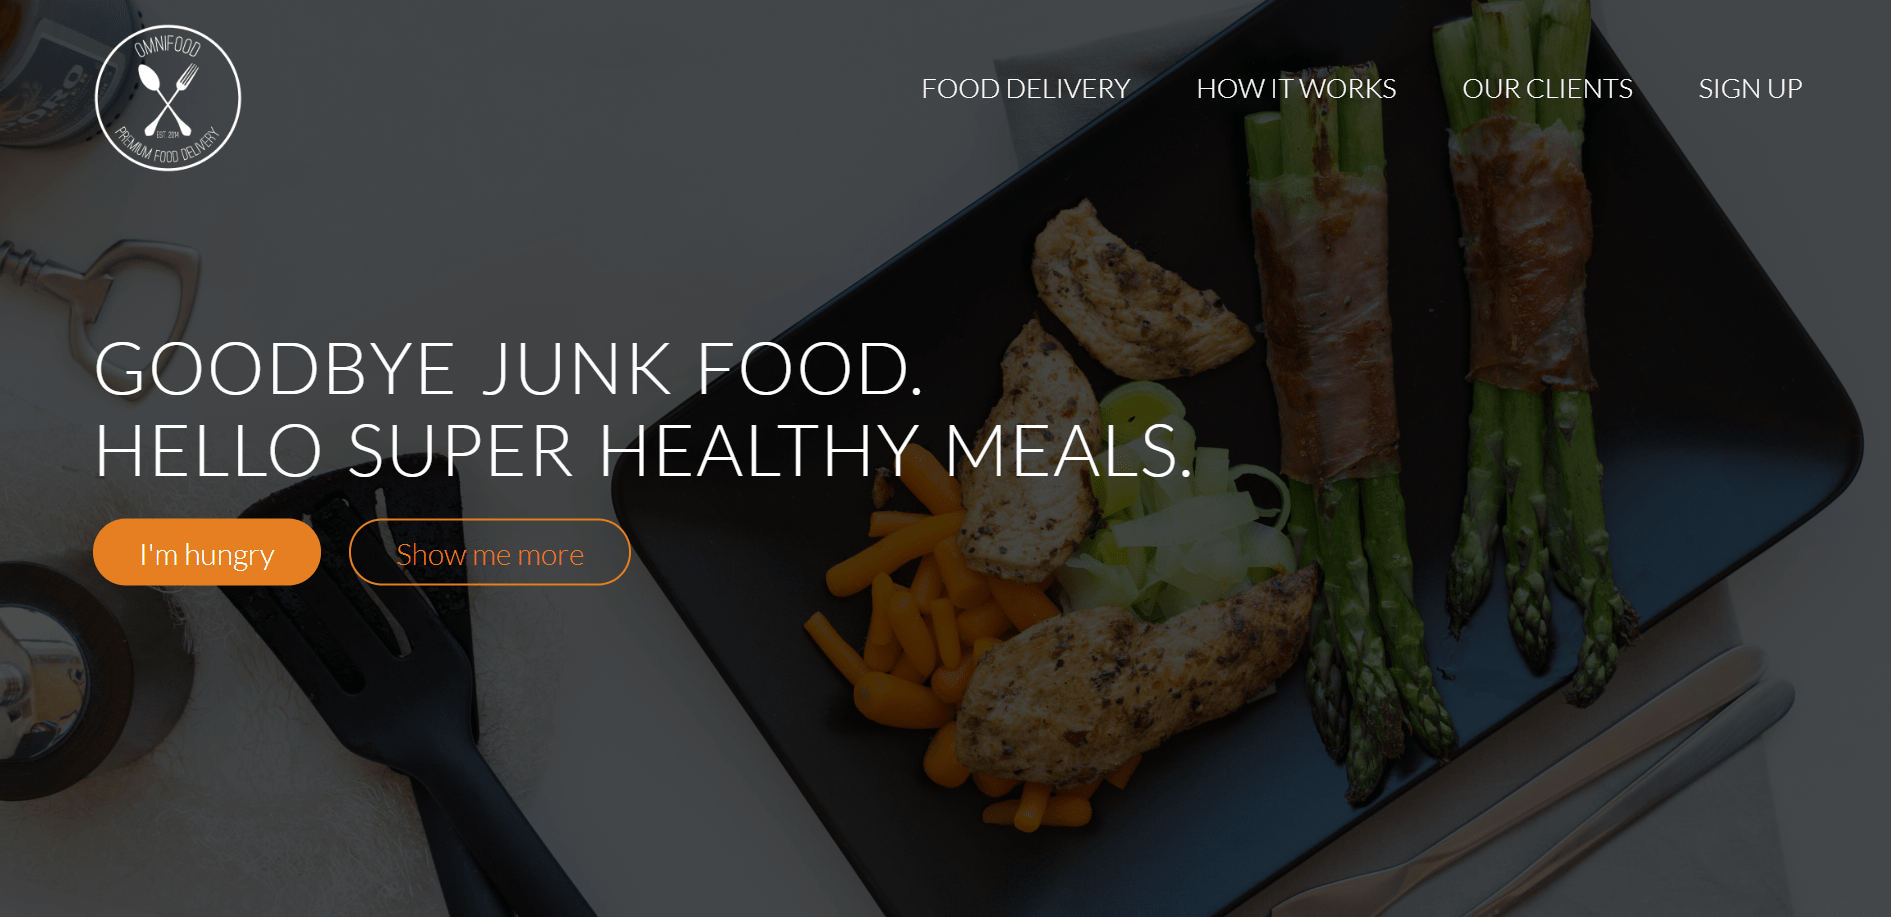 OMNIFOOD
EST. 2014
PREMIUM FOOD DELIVERY
FOOD DELIVERY
HOW IT WORKS
OUR CLIENTS
SIGN UP
GOODBYE JUNK FOOD.
HELLO SUPER HEALTHY MEALS.
I'm hungry
Show me more